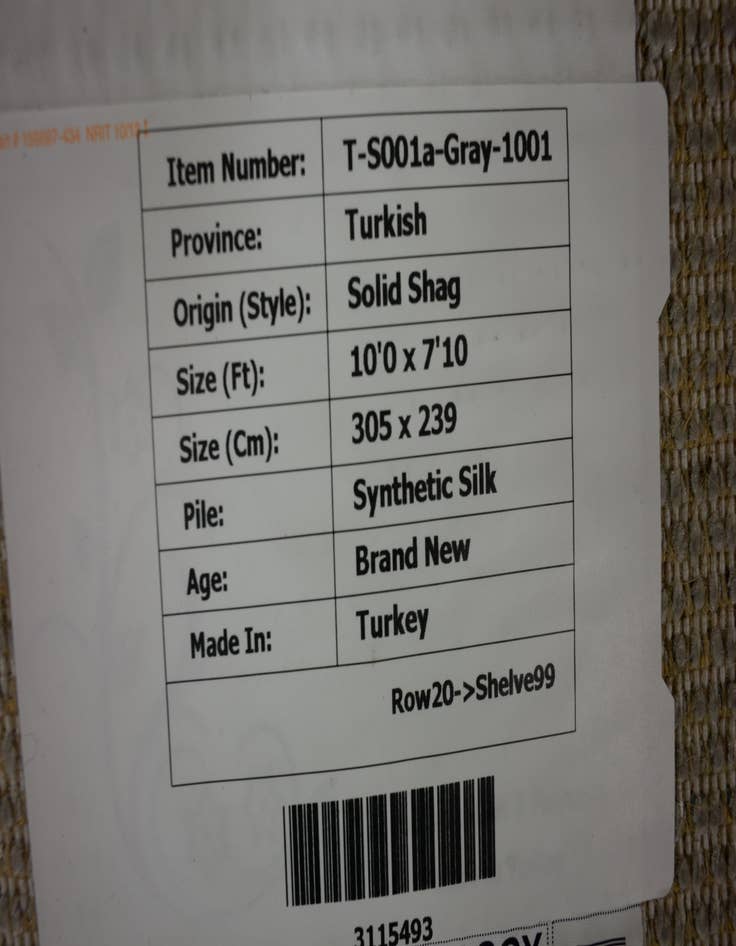 Item Number: T-S001a-Gray-1001
Province: Turkish
Origin (Style): Solid Shag
Size (Ft): 10'0 x 7'10
Size (Cm): 305 x 239
Pile: Synthetic Silk
Age: Brand New
Made In: Turkey
Row20->Shelve99
3115493